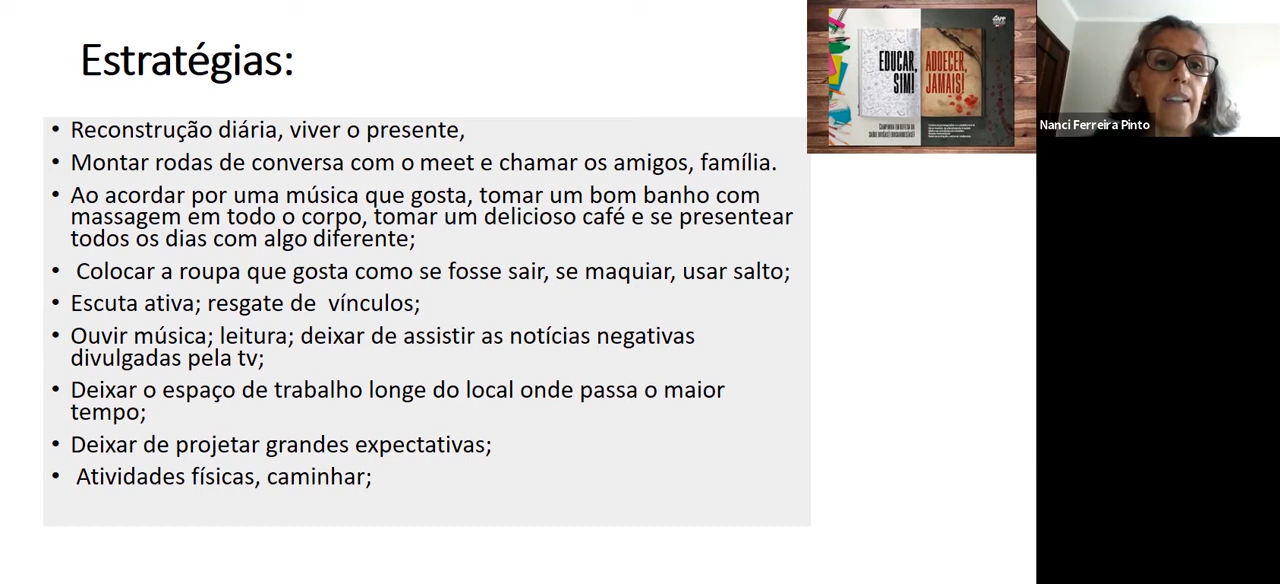 Estratégias:
• Reconstrução diária, viver o presente,
• Montar rodas de conversa com o meet e chamar os amigos, família.
• Ao acordar por uma música que gosta, tomar um bom banho com
massagem em todo o corpo, tomar um delicioso café e se presentear
todos os dias com algo diferente;
• Colocar a roupa que gosta como se fosse sair, se maquiar, usar salto;
• Escuta ativa; resgate de vínculos;
• Ouvir música; leitura; deixar de assistir as notícias negativas
divulgadas pela tv;
• Deixar o espaço de trabalho longe do local onde passa o maior
tempo;
• Deixar de projetar grandes expectativas;
• Atividades físicas, caminhar;
EDUCAR,
SIM!
ADOECER,
JAMAIS!
Nanci Ferreira Pinto